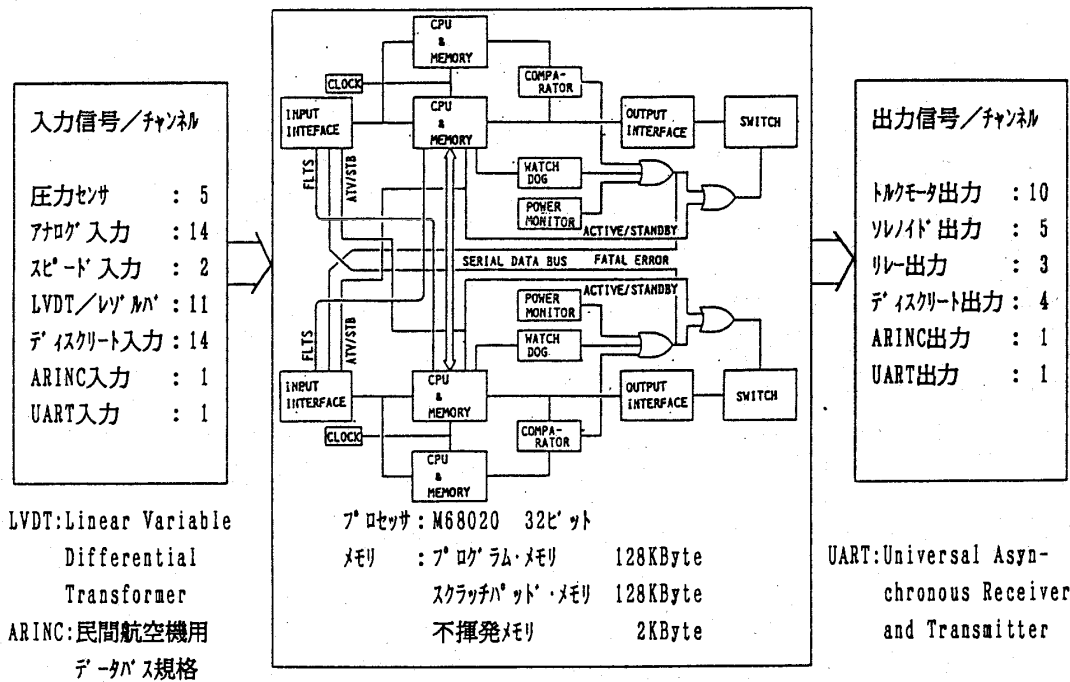 入力信号／チャンネル
圧力センサ : 5
アナログ入力 : 14
スピード入力 : 2
LVDT／レゾルバ : 11
ディスクリート入力 : 14
ARINC入力 : 1
UART入力 : 1
LVDT:Linear Variable
Differential
Transformer
ARINC:民間航空機用
データバス規格
CPU
&
MEMORY
CLOCK
COMPA-
RATOR
INPUT
INTEFACE
CPU
&
MEMORY
OUTPUT
INTERFACE
SWITCH
FLTS
ATV/STB
WATCH
DOG
POWER
MONITOR
ACTIVE/STANDBY
SERIAL DATA BUS FATAL ERROR
ACTIVE/STANDBY
POWER
MONITOR
WATCH
DOG
FLTS
ATV/STB
INPUT
INTERFACE
CPU
&
MEMORY
OUTPUT
INTERFACE
SWITCH
CLOCK
COMPA-
RATOR
CPU
&
MEMORY
プロセッサ : M68020 32ビット
メモリ : プログラム・メモリ 128KByte
スクラッチパッド・メモリ 128KByte
不揮発メモリ 2KByte
出力信号／チャンネル
トルクモータ出力 : 10
ソレノイド出力 : 5
リレー出力 : 3
ディスクリート出力 : 4
ARINC出力 : 1
UART出力 : 1
UART:Universal Asyn-
chronous Receiver
and Transmitter